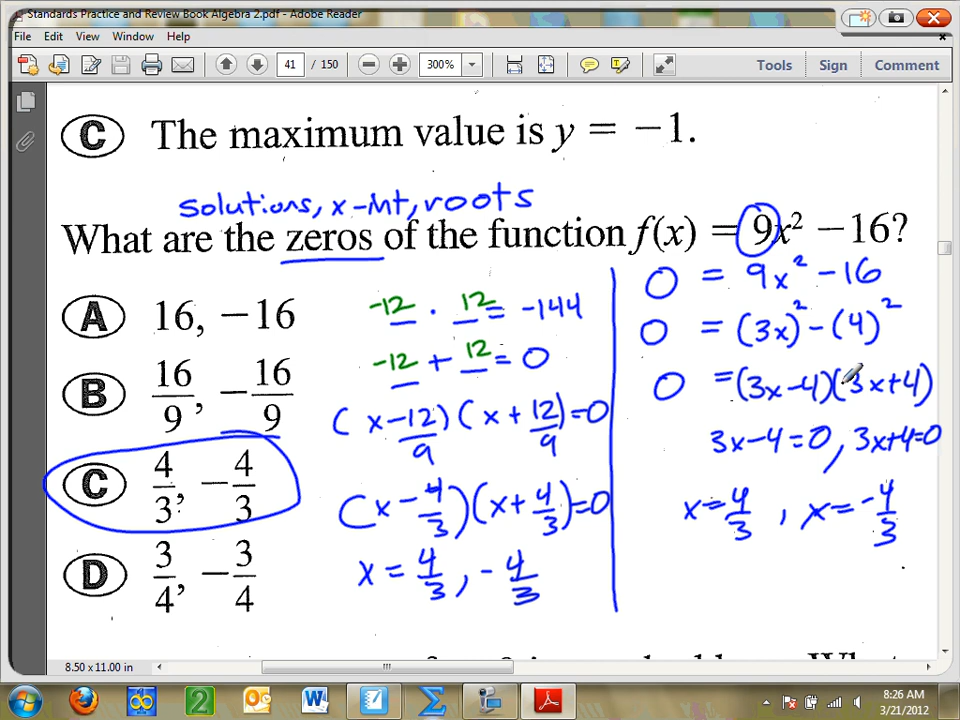 Standards Practice and Review Book Algebra 2.pdf - Adobe Reader
File Edit View Window Help
41 / 150 300% Tools Sign Comment
C The maximum value is y = −1.
solutions, x-int, roots
What are the zeros of the function f(x) = 9x² − 16?
A 16, −16
B 16/9, −16/9
C 4/3, −4/3
D 3/4, −3/4
-12 · 12 = -144
-12 + 12 = 0
(x-12/9)(x+12/9)=0
(x-4/3)(x+4/3)=0
x = 4/3, -4/3
0 = 9x² - 16
0 = (3x)² - (4)²
0 = (3x-4)(3x+4)
3x-4=0, 3x+4=0
x=4/3, x=-4/3
8.50 x 11.00 in
2 W Σ
8:26 AM
3/21/2012